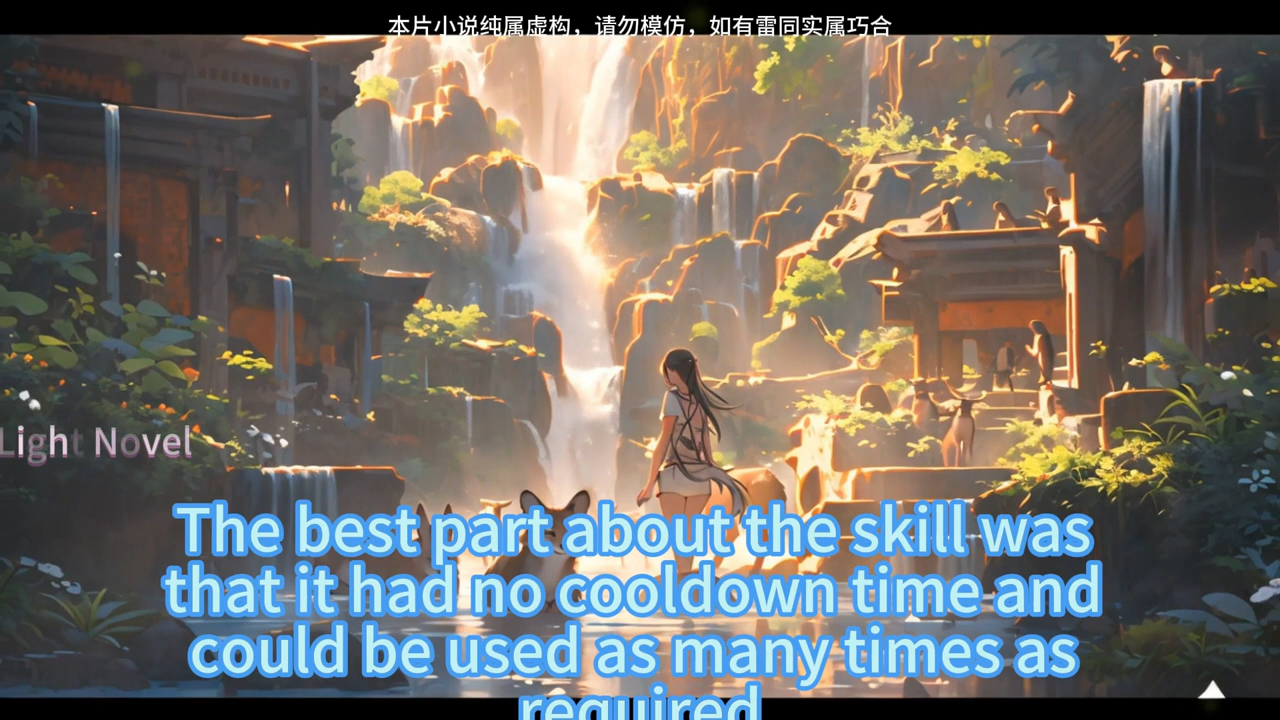 本片小说纯属虚构，请勿模仿，如有雷同实属巧合
Light Novel
The best part about the skill was
that it had no cooldown time and
could be used as many times as
required